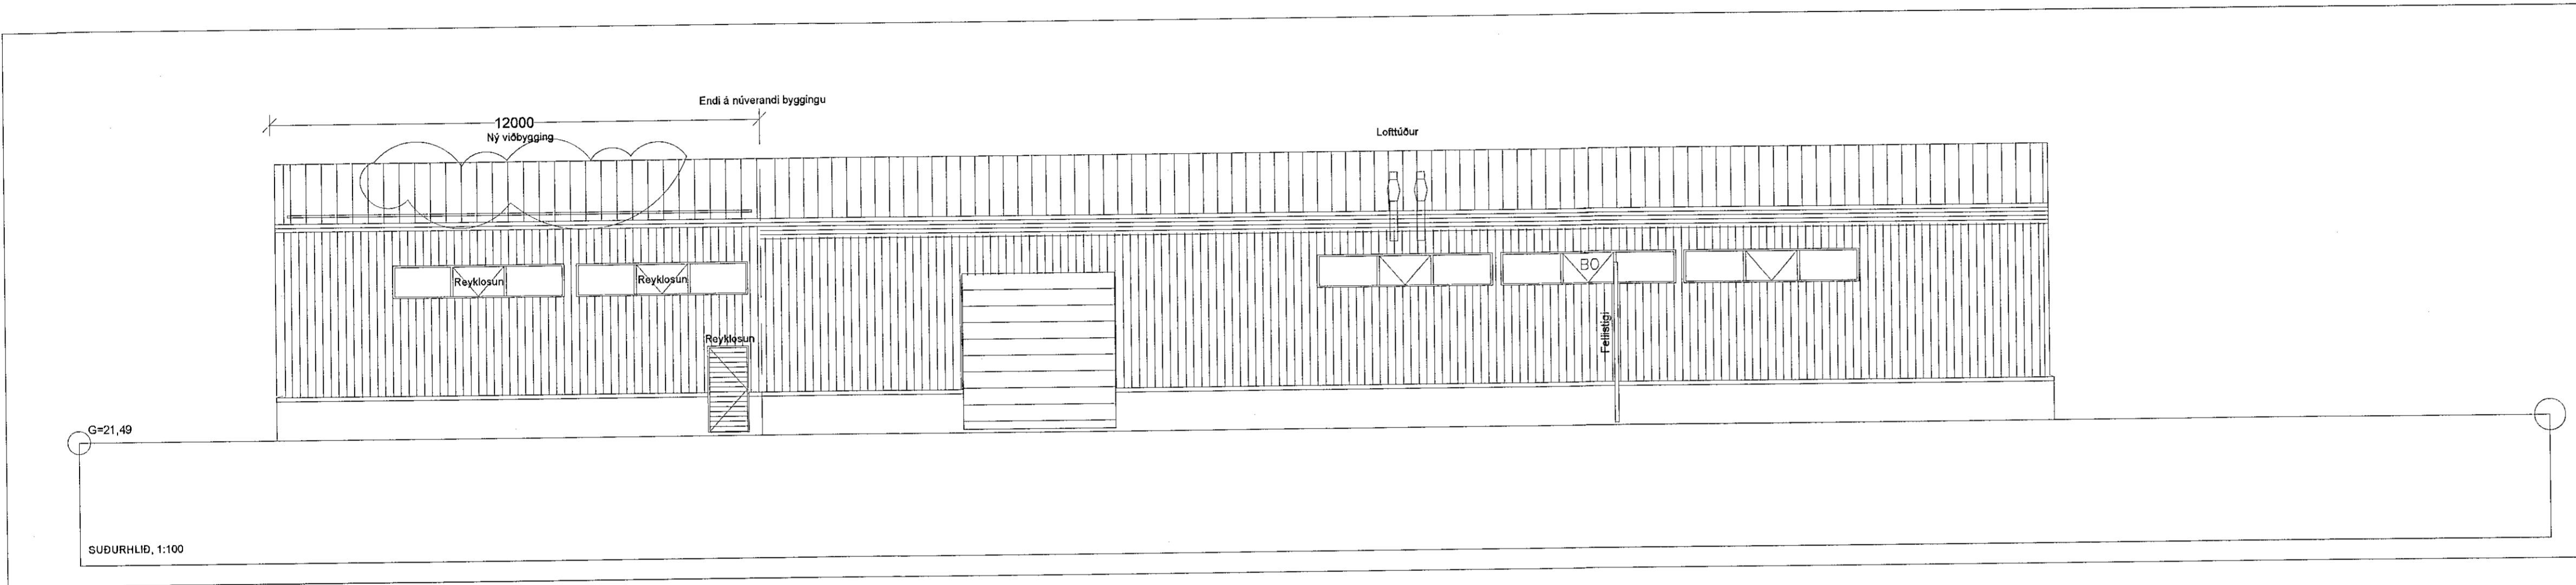 Endi á núverandi byggingu
12000
Ný viðbygging
Lofttúður
Reyklosun
Reyklosun
BO
Reyklosun
Fellistigi
G=21,49
SUÐURHLIÐ, 1:100